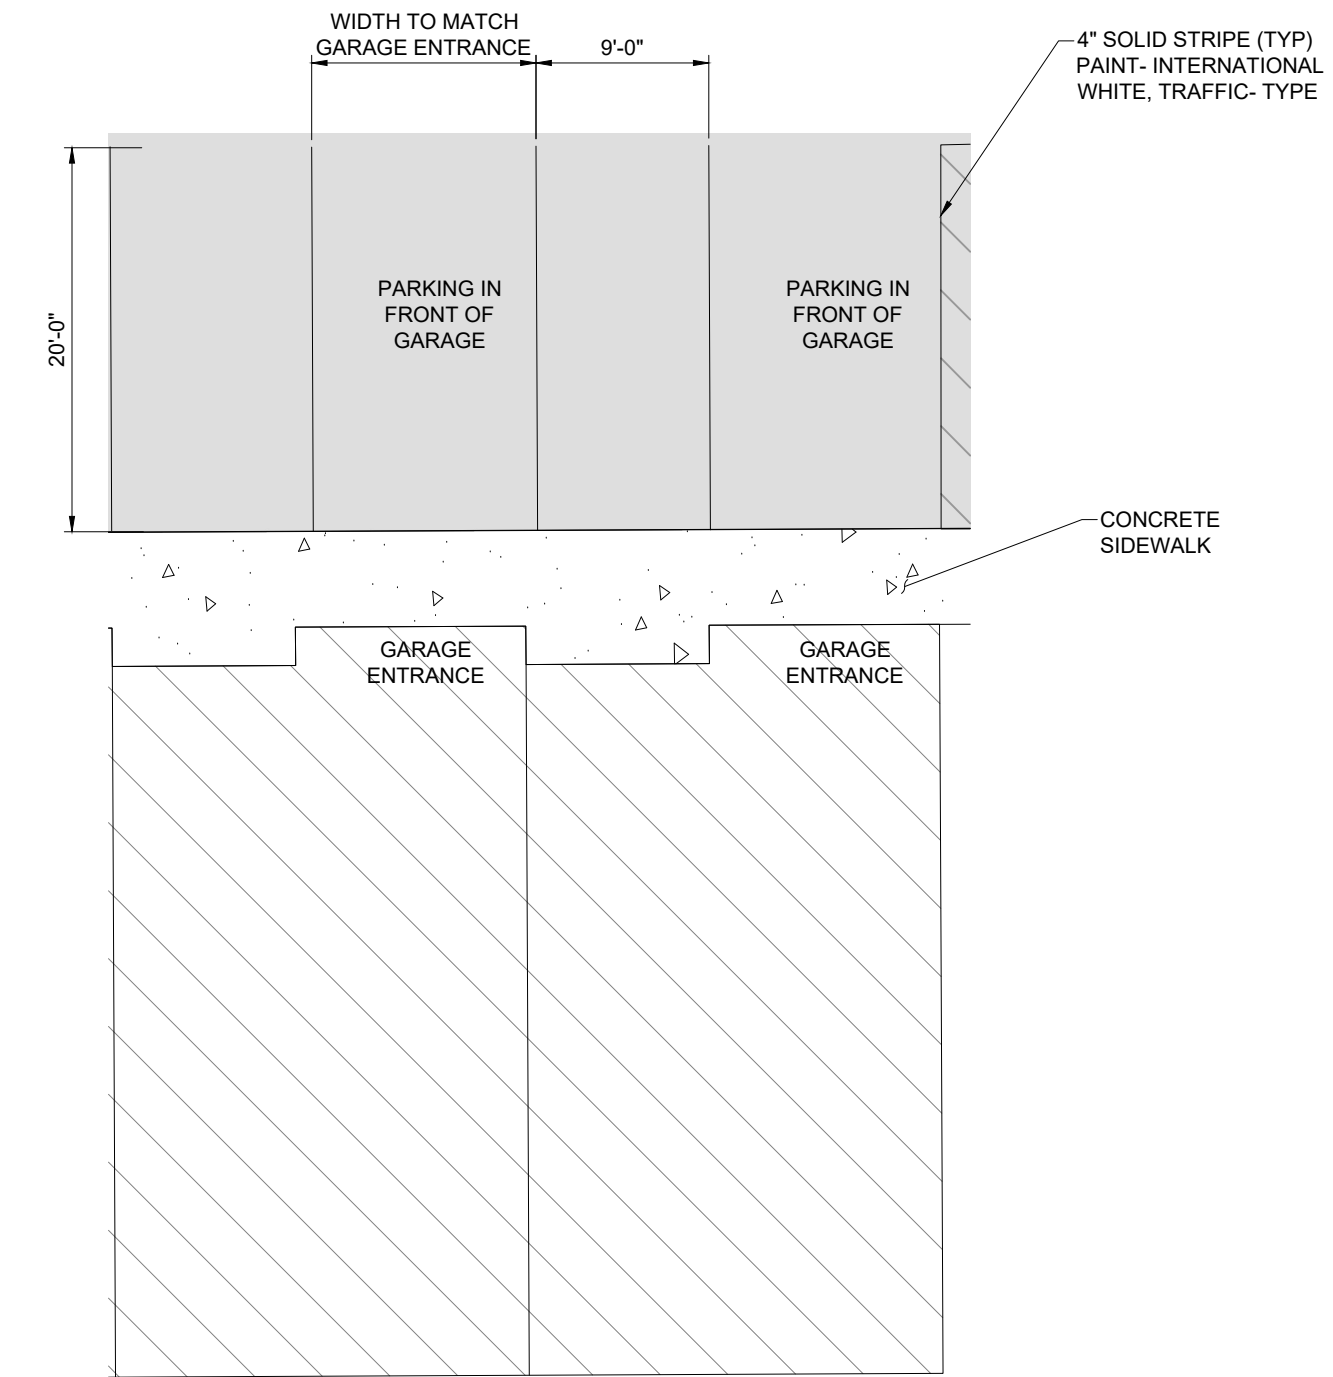 WIDTH TO MATCH
GARAGE ENTRANCE
9'-0"
4" SOLID STRIPE (TYP)
PAINT- INTERNATIONAL
WHITE, TRAFFIC- TYPE
20'-0"
PARKING IN
FRONT OF
GARAGE
PARKING IN
FRONT OF
GARAGE
CONCRETE
SIDEWALK
GARAGE
ENTRANCE
GARAGE
ENTRANCE